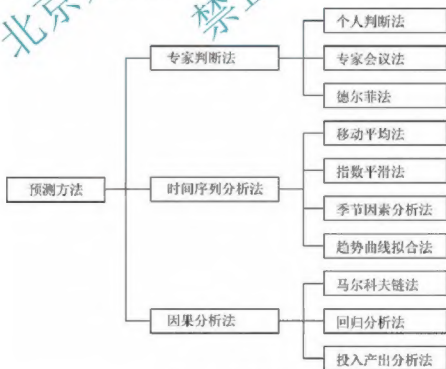 北京
禁
个人判断法
专家判断法
专家会议法
德尔菲法
移动平均法
指数平滑法
预测方法
时间序列分析法
季节因素分析法
趋势曲线拟合法
马尔科夫链法
因果分析法
回归分析法
投入产出分析法